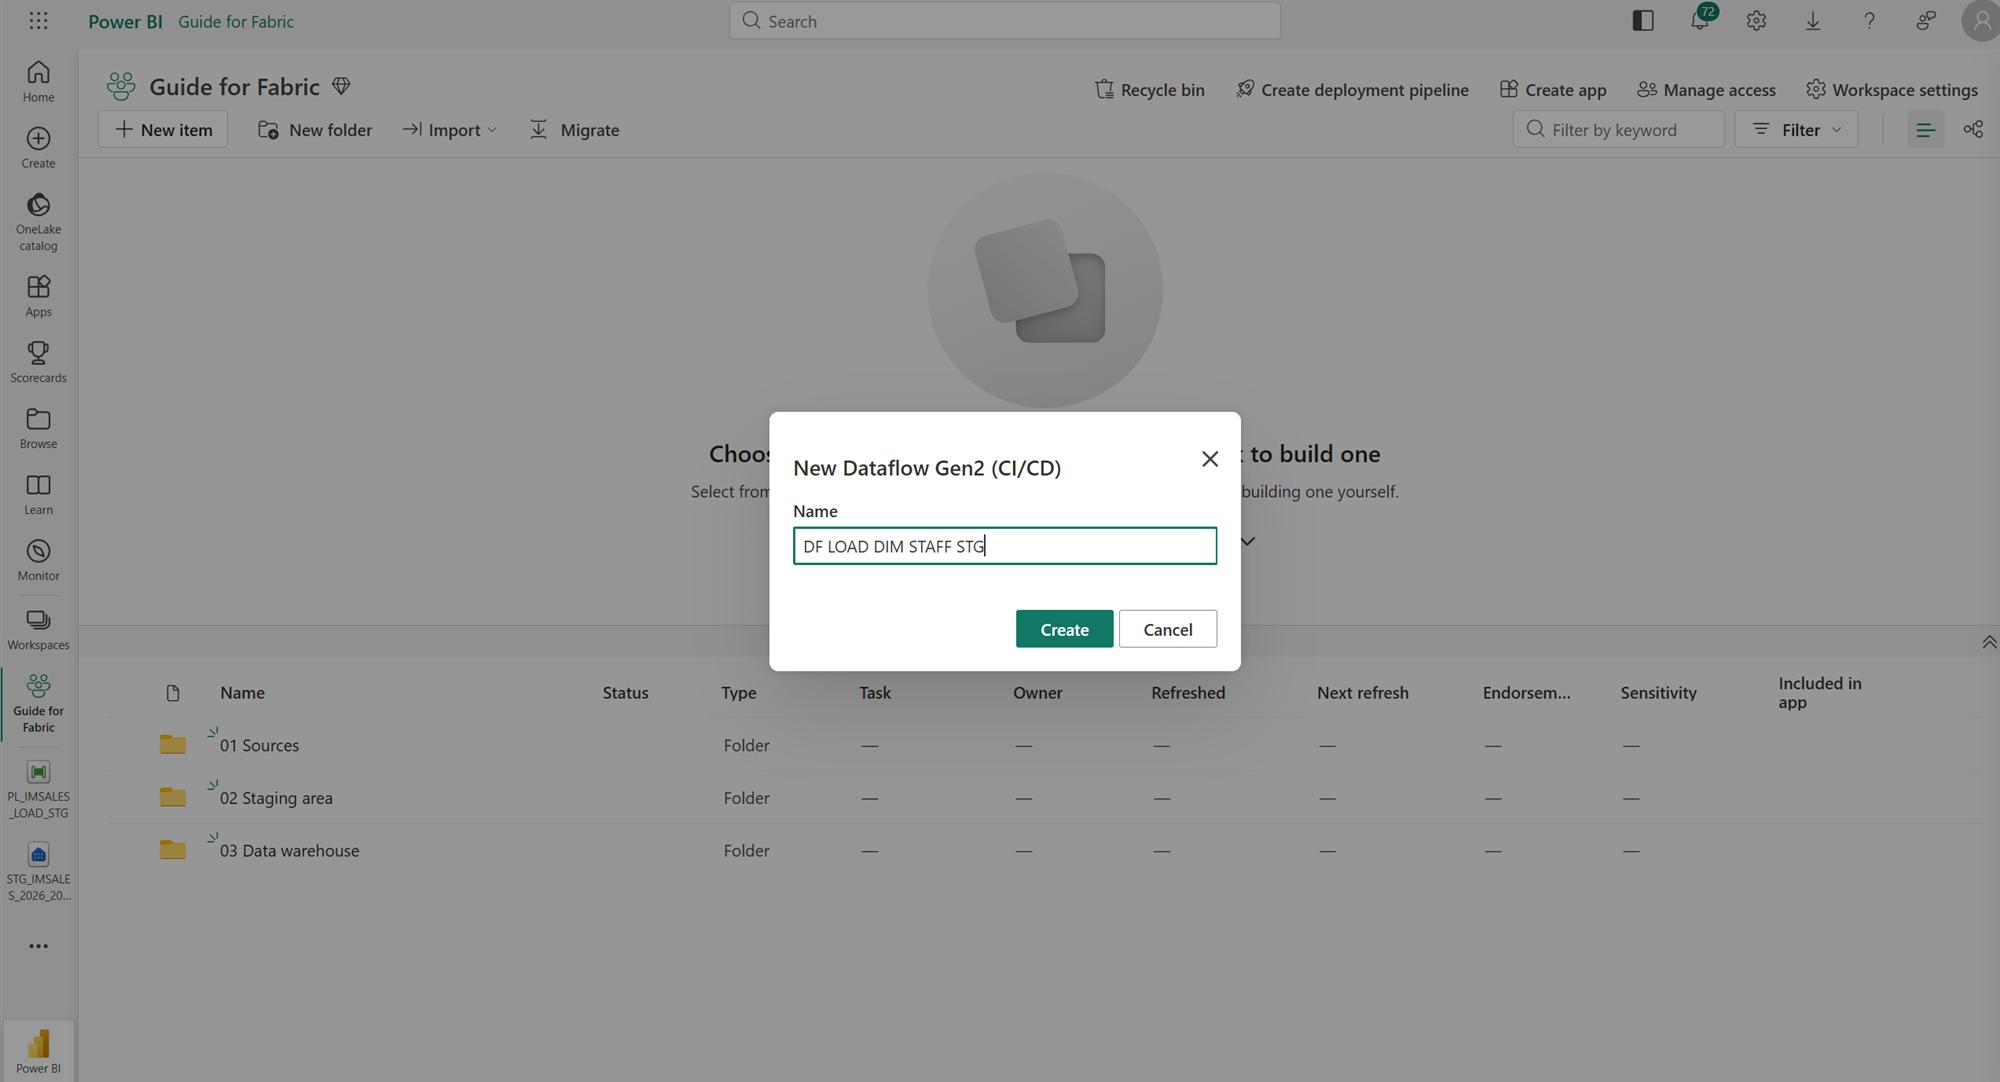 Power BI Guide for Fabric
Search
72
Home
Create
OneLake
catalog
Apps
Scorecards
Browse
Learn
Monitor
Workspaces
Guide for
Fabric
PL_IMSALES
_LOAD_STG
STG_IMSALE
S_2026_20...
Power BI
Guide for Fabric
Recycle bin
Create deployment pipeline
Create app
Manage access
Workspace settings
New item
New folder
Import
Migrate
Filter by keyword
Filter
to build one
Select from
building one yourself.
New Dataflow Gen2 (CI/CD)
Name
DF LOAD DIM STAFF STG
Create
Cancel
Name Status Type Task Owner Refreshed Next refresh Endorsem... Sensitivity Included in
app
01 Sources Folder — — — — — —
02 Staging area Folder — — — — — —
03 Data warehouse Folder — — — — — —